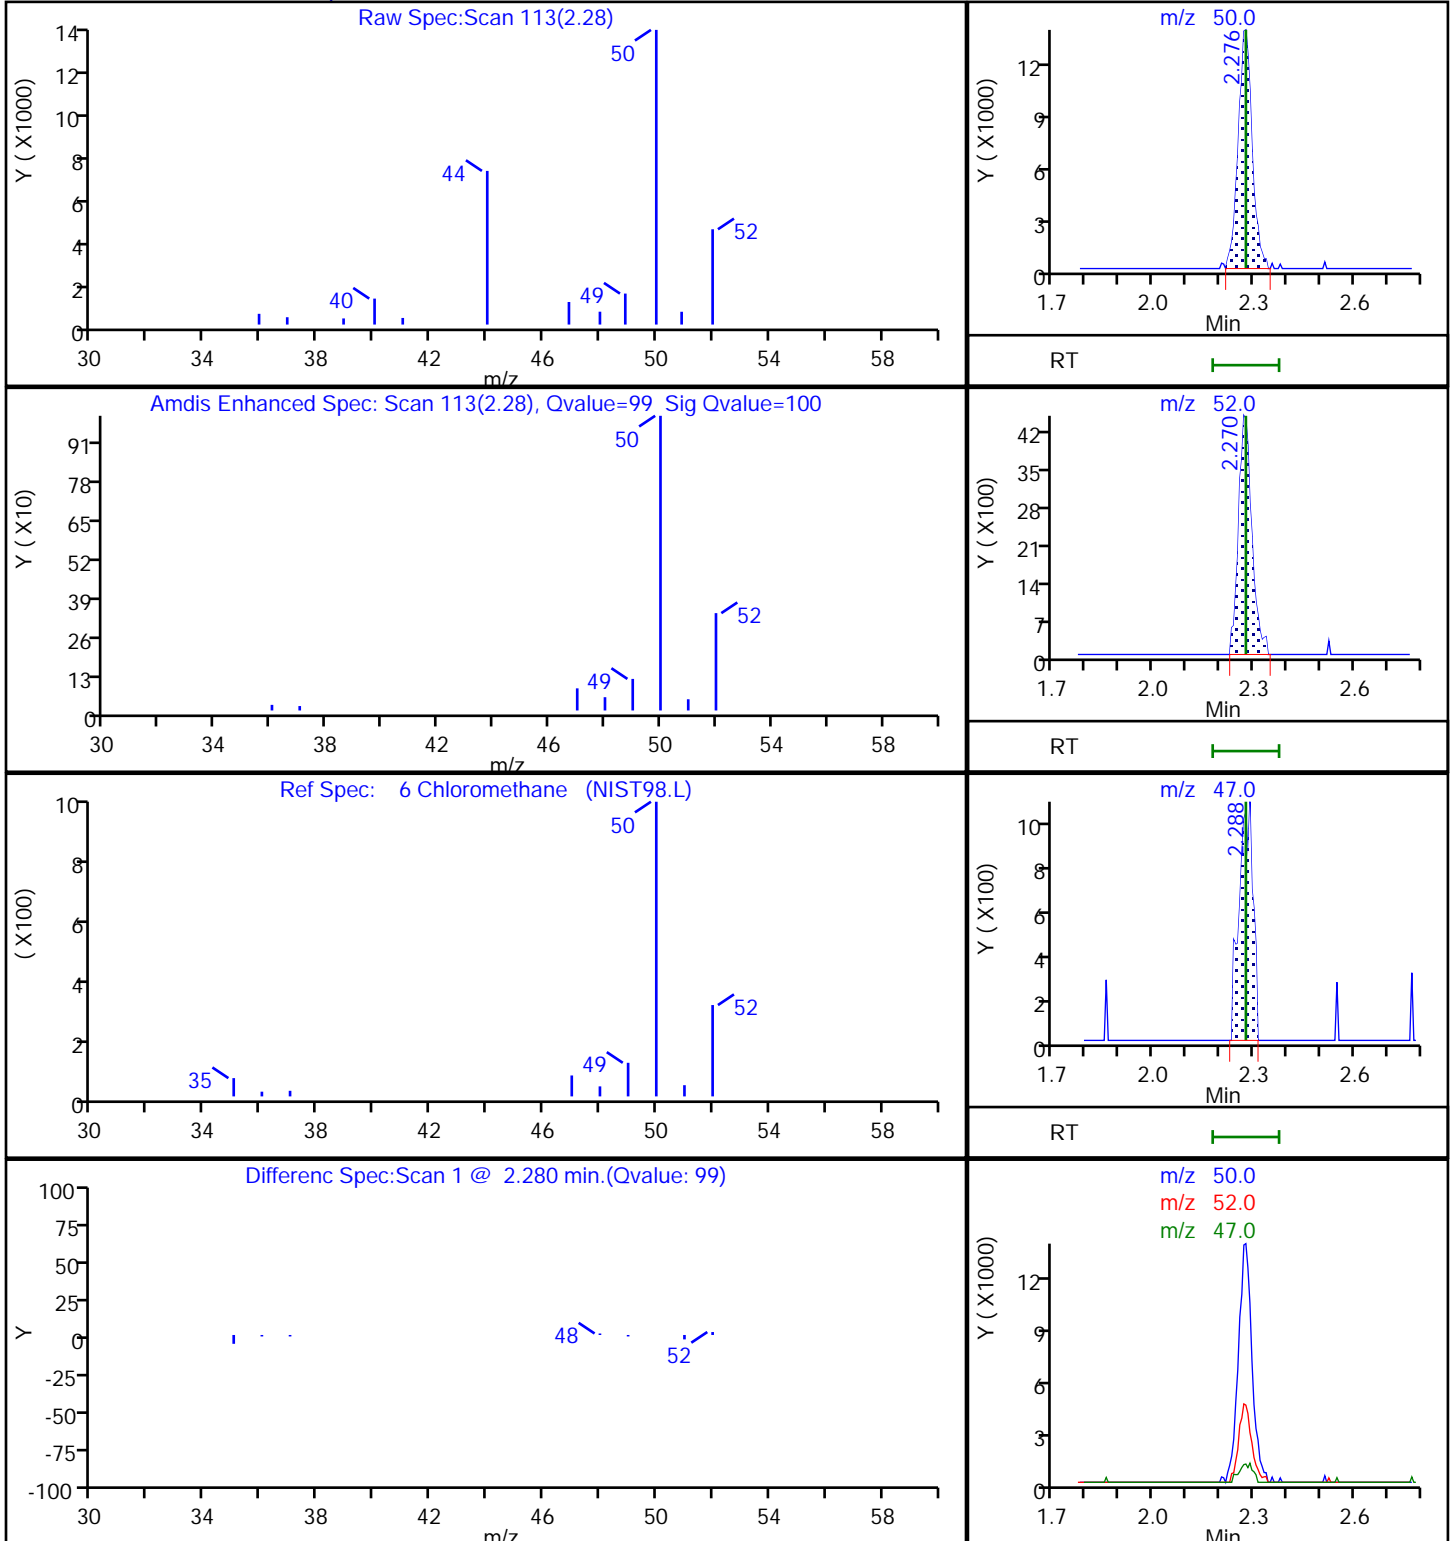 Raw Spec:Scan 113(2.28)
Y ( X1000)
14
12
10
8
6
4
2
0
50
44
52
40
49
30 34 38 42 46 50 54 58
m/z
m/z 50.0
Y ( X1000)
12
9
6
3
0
2.276
1.7 2.0 2.3 2.6
Min
RT
Amdis Enhanced Spec: Scan 113(2.28), Qvalue=99 Sig Qvalue=100
Y ( X10)
91
78
65
52
39
26
13
0
50
52
49
30 34 38 42 46 50 54 58
m/z
m/z 52.0
Y ( X100)
42
35
28
21
14
7
0
2.270
1.7 2.0 2.3 2.6
Min
RT
Ref Spec: 6 Chloromethane (NIST98.L)
( X100)
10
8
6
4
2
0
50
52
49
35
30 34 38 42 46 50 54 58
m/z 47.0
Y ( X100)
10
8
6
4
2
0
2.288
1.7 2.0 2.3 2.6
Min
RT
Differenc Spec:Scan 1 @ 2.280 min.(Qvalue: 99)
Y
100
75
50
25
0
-25
-50
-75
-100
48
52
30 34 38 42 46 50 54 58
m/z
m/z 50.0
m/z 52.0
m/z 47.0
Y ( X1000)
12
9
6
3
0
1.7 2.0 2.3 2.6
Min